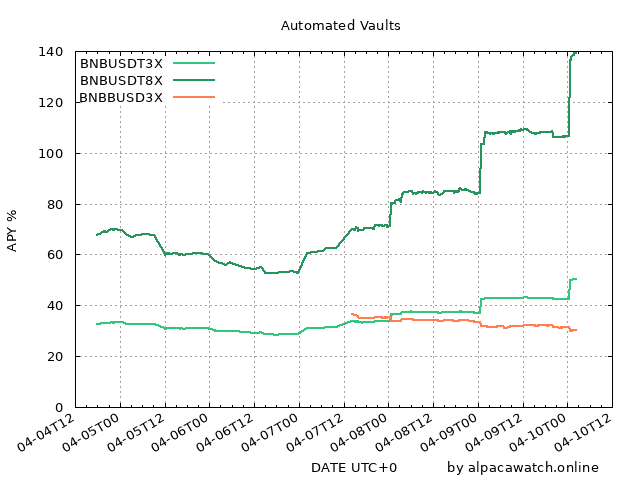 Automated Vaults
BNBUSDT3X
BNBUSDT8X
BNBBUSD3X
APY %
140
120
100
80
60
40
20
0
04-04T12
04-05T00
04-05T12
04-06T00
04-06T12
04-07T00
04-07T12
04-08T00
04-08T12
04-09T00
04-09T12
04-10T00
04-10T12
DATE UTC+0
by alpacawatch.online